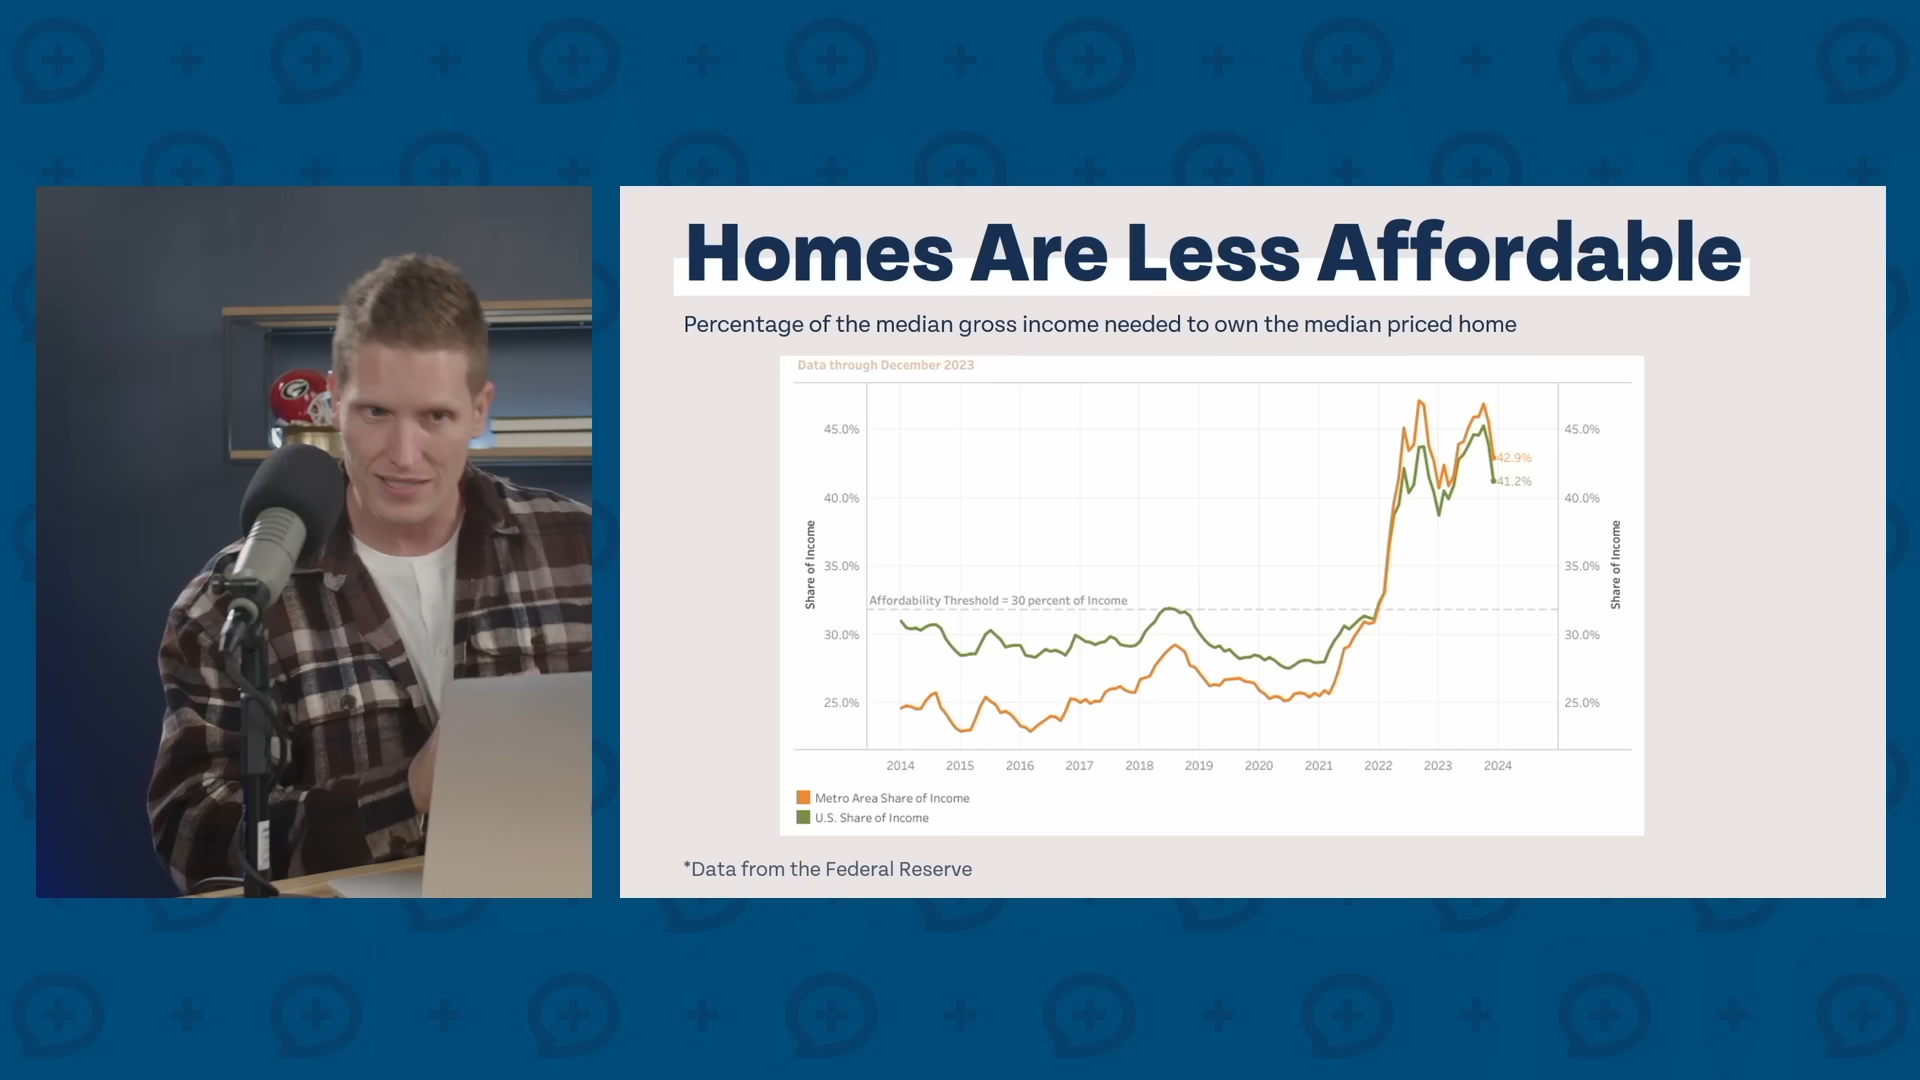 Homes Are Less Affordable
Percentage of the median gross income needed to own the median priced home
Data through December 2023
45.0%
40.0%
35.0%
30.0%
25.0%
Share of Income
Affordability Threshold = 30 percent of Income
42.9%
41.2%
45.0%
40.0%
35.0%
30.0%
25.0%
Share of Income
2014 2015 2016 2017 2018 2019 2020 2021 2022 2023 2024
Metro Area Share of Income
U.S. Share of Income
*Data from the Federal Reserve